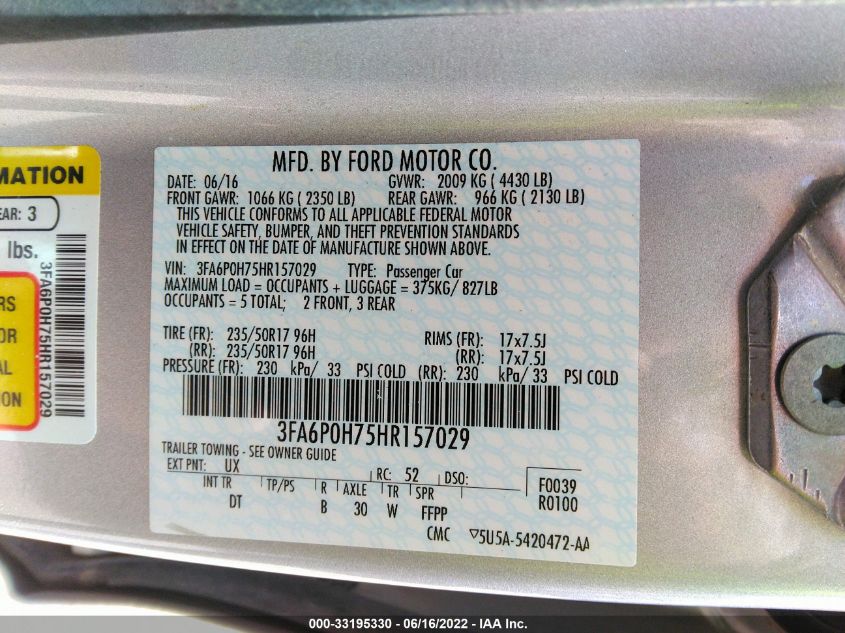 MATION
EAR: 3
lbs.
RS
OR
AL
ION
3FA6P0H75HR157029
MFD. BY FORD MOTOR CO.
DATE: 06/16 GVWR: 2009 KG ( 4430 LB)
FRONT GAWR: 1066 KG ( 2350 LB) REAR GAWR: 966 KG ( 2130 LB)
THIS VEHICLE CONFORMS TO ALL APPLICABLE FEDERAL MOTOR
VEHICLE SAFETY, BUMPER, AND THEFT PREVENTION STANDARDS
IN EFFECT ON THE DATE OF MANUFACTURE SHOWN ABOVE.
VIN: 3FA6P0H75HR157029 TYPE: Passenger Car
MAXIMUM LOAD = OCCUPANTS + LUGGAGE = 375KG/ 827LB
OCCUPANTS = 5 TOTAL; 2 FRONT, 3 REAR
TIRE (FR): 235/50R17 96H RIMS (FR): 17x7.5J
(RR): 235/50R17 96H (RR): 17x7.5J
PRESSURE (FR): 230 kPa/ 33 PSI COLD (RR): 230 kPa/ 33 PSI COLD
3FA6P0H75HR157029
TRAILER TOWING - SEE OWNER GUIDE
EXT PNT: UX RC: 52 DSO: F0039
INT TR TP/PS R AXLE TR SPR R0100
DT B 30 W FFPP
CMC ▽5U5A-5420472-AA
000-33195330 - 06/16/2022 - IAA Inc.